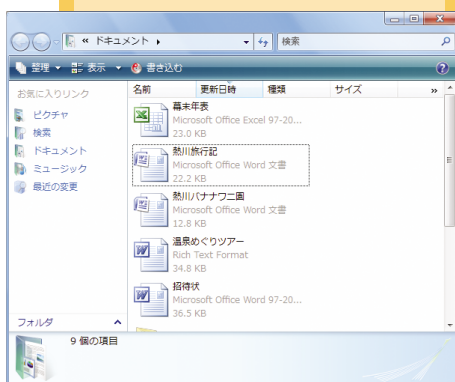 « ドキュメント
検索
整理 表示 書き込む
お気に入りリンク
ピクチャ
検索
ドキュメント
ミュージック
最近の変更
フォルダ
名前 更新日時 種類 サイズ »
幕末年表
Microsoft Office Excel 97-20...
23.0 KB
熱川旅行記
Microsoft Office Word 文書
22.2 KB
熱川バナナワニ園
Microsoft Office Word 文書
12.8 KB
温泉めぐりツアー
Rich Text Format
34.8 KB
招待状
Microsoft Office Word 97-20...
36.5 KB
9 個の項目